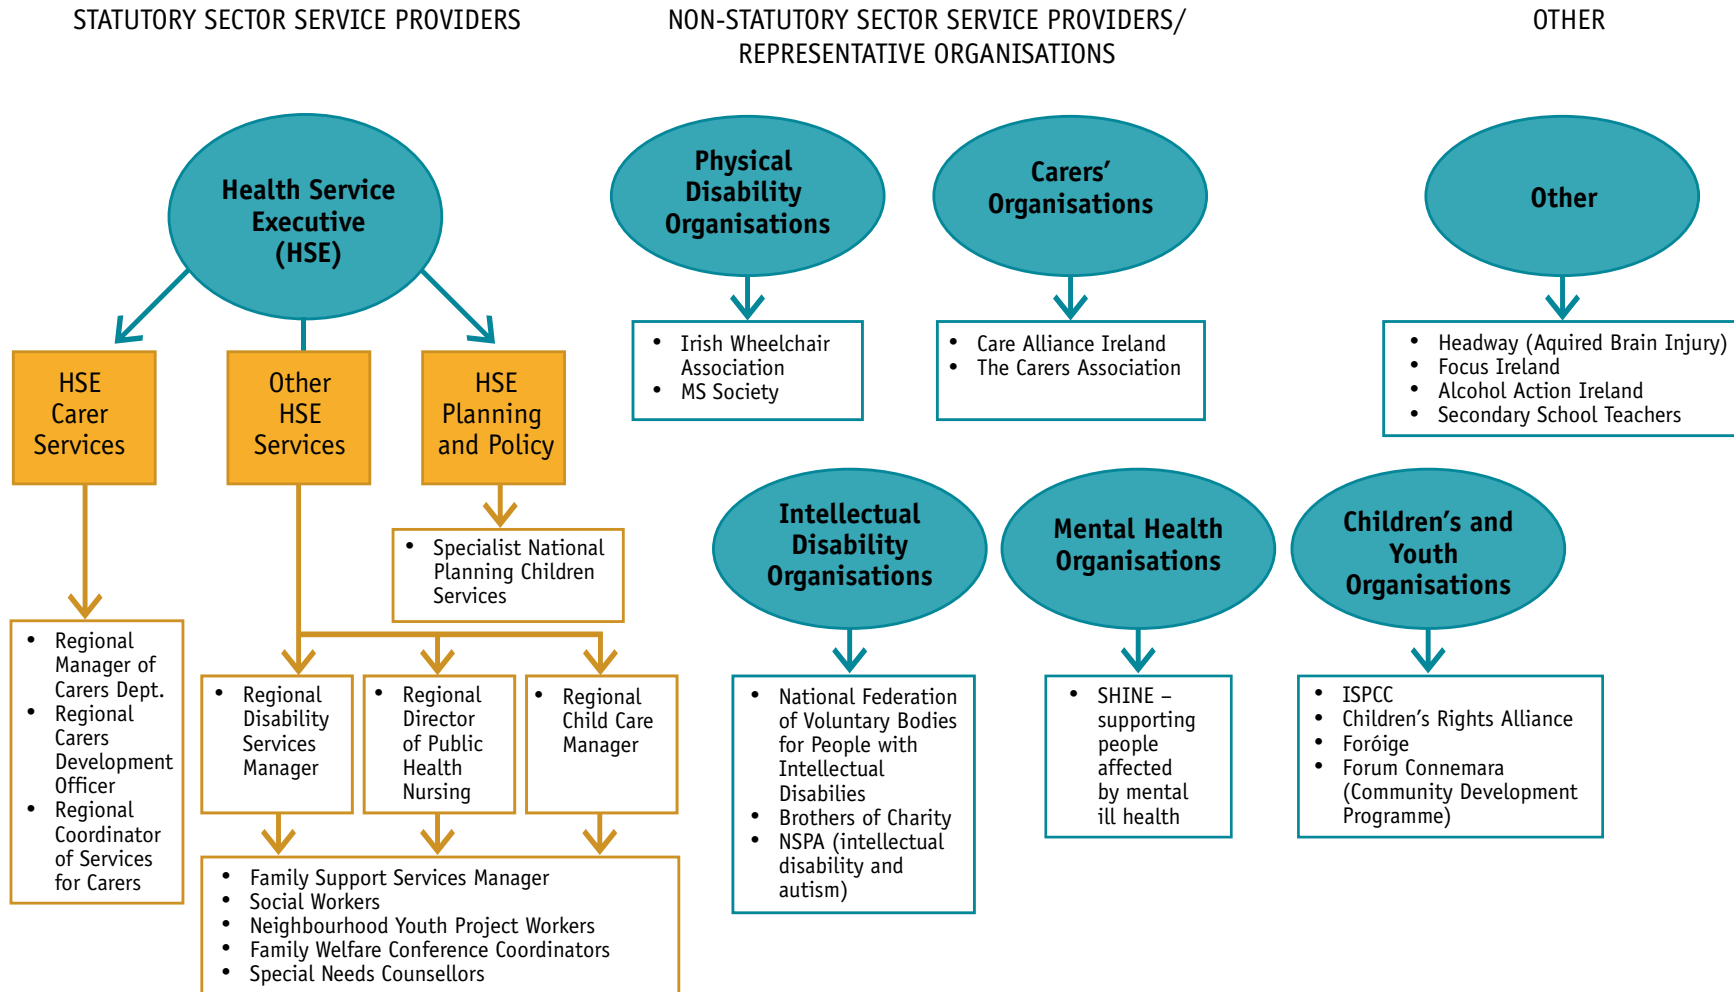 STATUTORY SECTOR SERVICE PROVIDERS
NON-STATUTORY SECTOR SERVICE PROVIDERS/
REPRESENTATIVE ORGANISATIONS
OTHER
Health Service
Executive
(HSE)
HSE
Carer
Services
Other
HSE
Services
HSE
Planning
and Policy
• Specialist National
Planning Children
Services
• Regional
Manager of
Carers Dept.
• Regional
Carers
Development
Officer
• Regional
Coordinator
of Services
for Carers
• Regional
Disability
Services
Manager
• Regional
Director
of Public
Health
Nursing
• Regional
Child Care
Manager
• Family Support Services Manager
• Social Workers
• Neighbourhood Youth Project Workers
• Family Welfare Conference Coordinators
• Special Needs Counsellors
Physical
Disability
Organisations
• Irish Wheelchair
Association
• MS Society
Carers’
Organisations
• Care Alliance Ireland
• The Carers Association
Other
• Headway (Aquired Brain Injury)
• Focus Ireland
• Alcohol Action Ireland
• Secondary School Teachers
Intellectual
Disability
Organisations
• National Federation
of Voluntary Bodies
for People with
Intellectual
Disabilies
• Brothers of Charity
• NSPA (intellectual
disability and
autism)
Mental Health
Organisations
• SHINE –
supporting
people
affected
by mental
ill health
Children’s and
Youth
Organisations
• ISPCC
• Children’s Rights Alliance
• Foróige
• Forum Connemara
(Community Development
Programme)